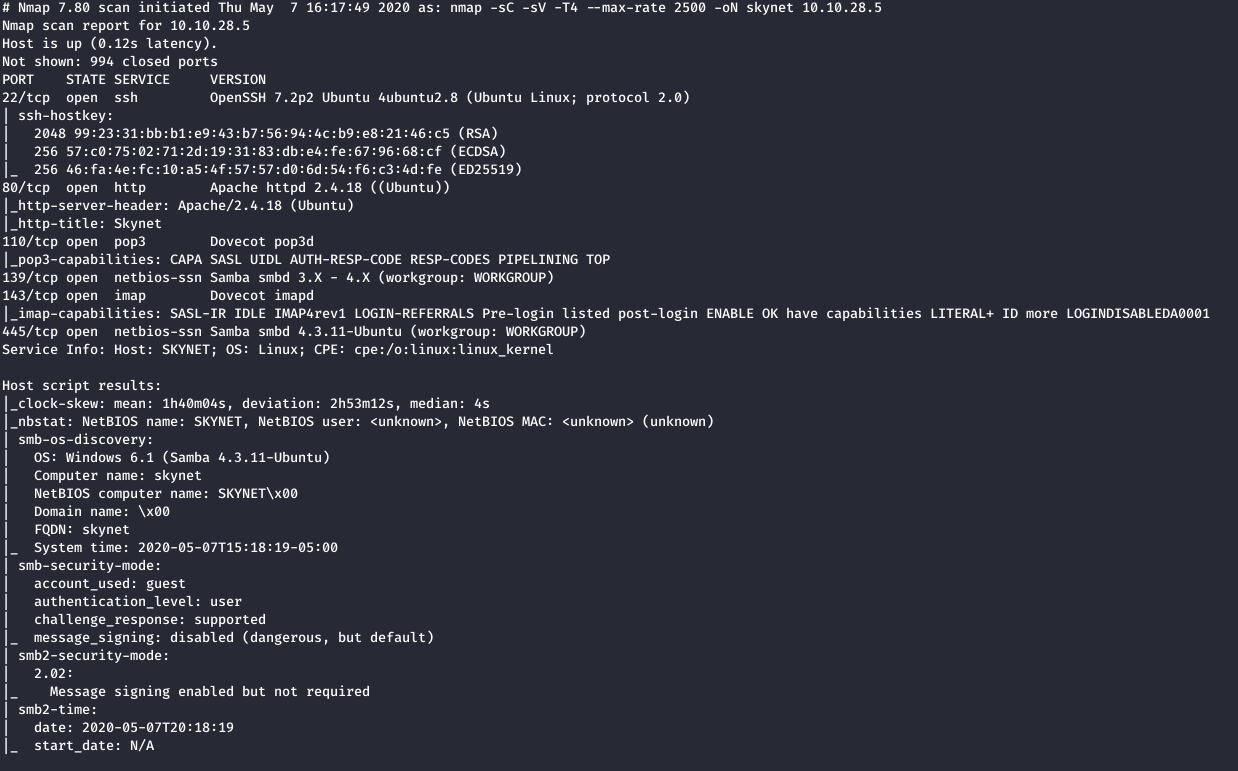 # Nmap 7.80 scan initiated Thu May  7 16:17:49 2020 as: nmap -sC -sV -T4 --max-rate 2500 -oN skynet 10.10.28.5
Nmap scan report for 10.10.28.5
Host is up (0.12s latency).
Not shown: 994 closed ports
PORT    STATE SERVICE     VERSION
22/tcp  open  ssh         OpenSSH 7.2p2 Ubuntu 4ubuntu2.8 (Ubuntu Linux; protocol 2.0)
| ssh-hostkey:
|   2048 99:23:31:bb:b1:e9:43:b7:56:94:4c:b9:e8:21:46:c5 (RSA)
|   256 57:c0:75:02:71:2d:19:31:83:db:e4:fe:67:96:68:cf (ECDSA)
|_  256 46:fa:4e:fc:10:a5:4f:57:57:d0:6d:54:f6:c3:4d:fe (ED25519)
80/tcp  open  http        Apache httpd 2.4.18 ((Ubuntu))
|_http-server-header: Apache/2.4.18 (Ubuntu)
|_http-title: Skynet
110/tcp open  pop3        Dovecot pop3d
|_pop3-capabilities: CAPA SASL UIDL AUTH-RESP-CODE RESP-CODES PIPELINING TOP
139/tcp open  netbios-ssn Samba smbd 3.X - 4.X (workgroup: WORKGROUP)
143/tcp open  imap        Dovecot imapd
|_imap-capabilities: SASL-IR IDLE IMAP4rev1 LOGIN-REFERRALS Pre-login listed post-login ENABLE OK have capabilities LITERAL+ ID more LOGINDISABLEDA0001
445/tcp open  netbios-ssn Samba smbd 4.3.11-Ubuntu (workgroup: WORKGROUP)
Service Info: Host: SKYNET; OS: Linux; CPE: cpe:/o:linux:linux_kernel

Host script results:
|_clock-skew: mean: 1h40m04s, deviation: 2h53m12s, median: 4s
|_nbstat: NetBIOS name: SKYNET, NetBIOS user: <unknown>, NetBIOS MAC: <unknown> (unknown)
| smb-os-discovery:
|   OS: Windows 6.1 (Samba 4.3.11-Ubuntu)
|   Computer name: skynet
|   NetBIOS computer name: SKYNET\x00
|   Domain name: \x00
|   FQDN: skynet
|_  System time: 2020-05-07T15:18:19-05:00
| smb-security-mode:
|   account_used: guest
|   authentication_level: user
|   challenge_response: supported
|_  message_signing: disabled (dangerous, but default)
| smb2-security-mode:
|   2.02:
|_    Message signing enabled but not required
| smb2-time:
|   date: 2020-05-07T20:18:19
|_  start_date: N/A